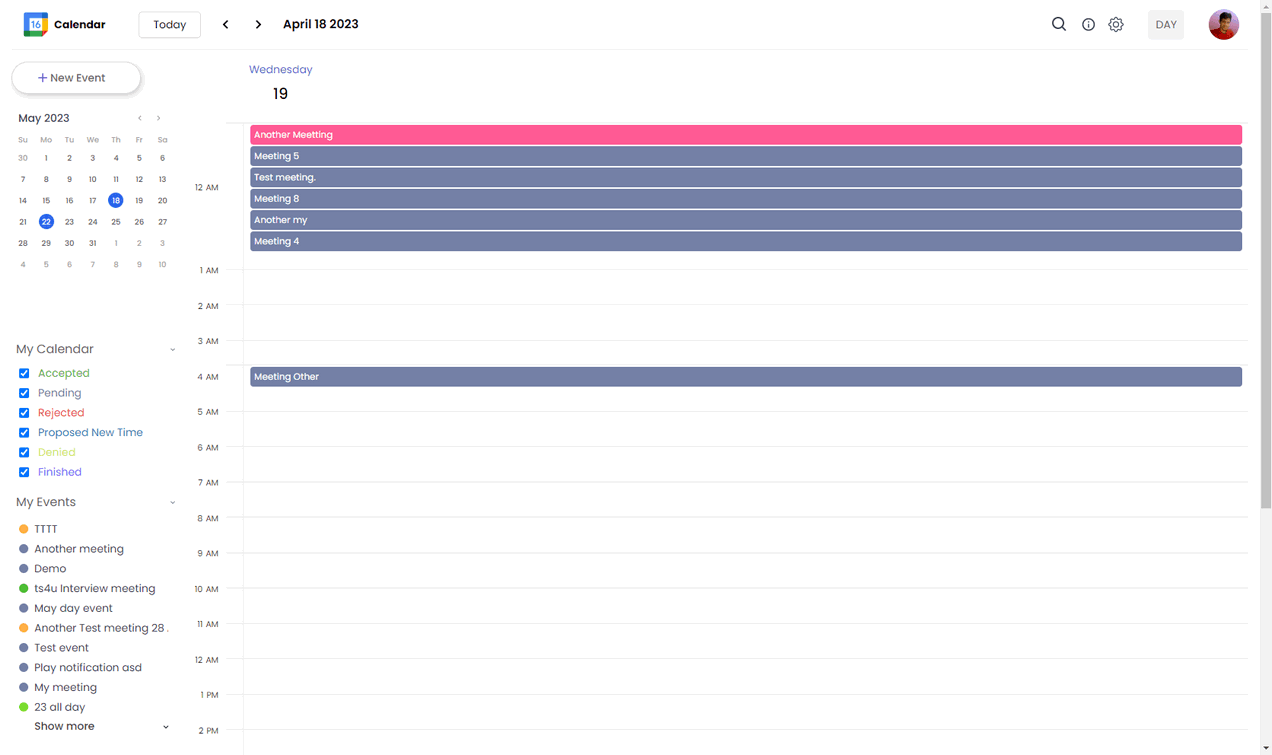 16 Calendar Today April 18 2023 DAY
New Event
May 2023
Su Mo Tu We Th Fr Sa
30 1 2 3 4 5 6
7 8 9 10 11 12 13
14 15 16 17 18 19 20
21 22 23 24 25 26 27
28 29 30 31 1 2 3
4 5 6 7 8 9 10
My Calendar
Accepted
Pending
Rejected
Proposed New Time
Denied
Finished
My Events
TTTT
Another meeting
Demo
ts4u Interview meeting
May day event
Another Test meeting 28 .
Test event
Play notification asd
My meeting
23 all day
Show more
Wednesday
19
Another Meetting
Meeting 5
Test meeting.
12 AM
Meeting 8
Another my
Meeting 4
1 AM
2 AM
3 AM
4 AM Meeting Other
5 AM
6 AM
7 AM
8 AM
9 AM
10 AM
11 AM
12 AM
1 PM
2 PM